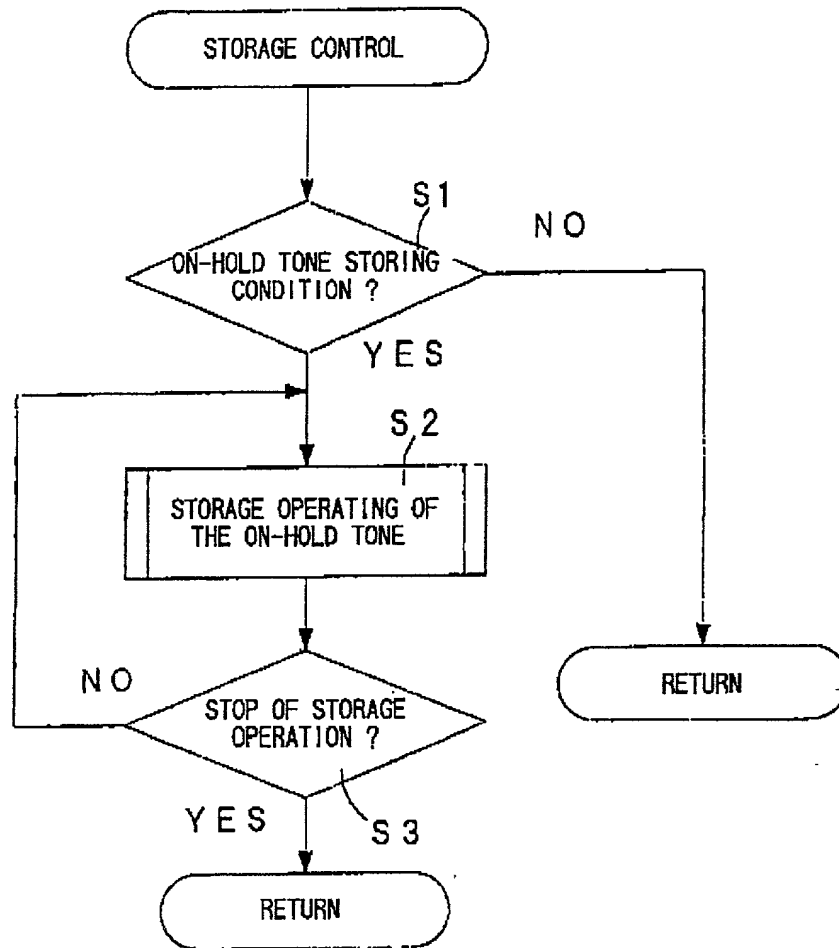 STORAGE CONTROL
S1
NO
ON-HOLD TONE STORING
CONDITION ?
YES
S2
STORAGE OPERATING OF
THE ON-HOLD TONE
NO
RETURN
STOP OF STORAGE
OPERATION ?
YES
S3
RETURN